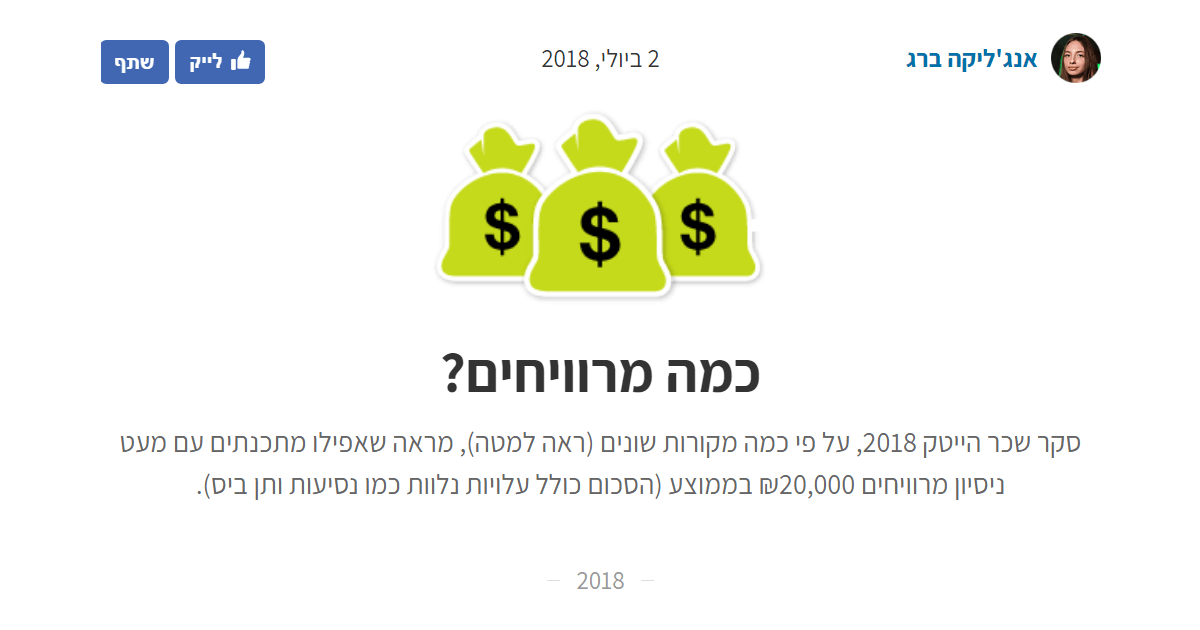 אנג'ליקה ברג
2 ביולי, 2018
לייק
שתף
$ $ $
כמה מרוויחים?
סקר שכר הייטק 2018, על פי כמה מקורות שונים (ראה למטה), מראה שאפילו מתכנתים עם מעט
ניסיון מרוויחים 20,000₪ בממוצע (הסכום כולל עלויות נלוות כמו נסיעות ותן ביס).
2018